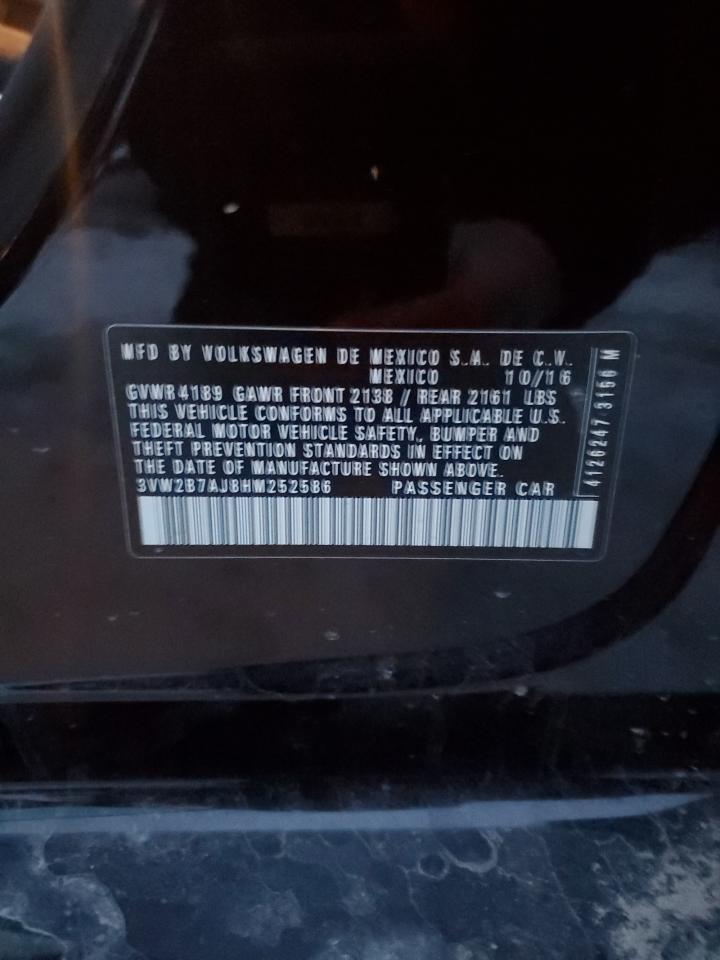 MFD BY VOLKSWAGEN DE MEXICO S.A. DE C.V.
MEXICO 10/16
GVWR 4189 GAWR FRONT 2138 / REAR 2161 LBS
THIS VEHICLE CONFORMS TO ALL APPLICABLE U.S.
FEDERAL MOTOR VEHICLE SAFETY, BUMPER AND
THEFT PREVENTION STANDARDS IN EFFECT ON
THE DATE OF MANUFACTURE SHOWN ABOVE.
3VW2B7AJ8HM252586 PASSENGER CAR
4126247 3156 M